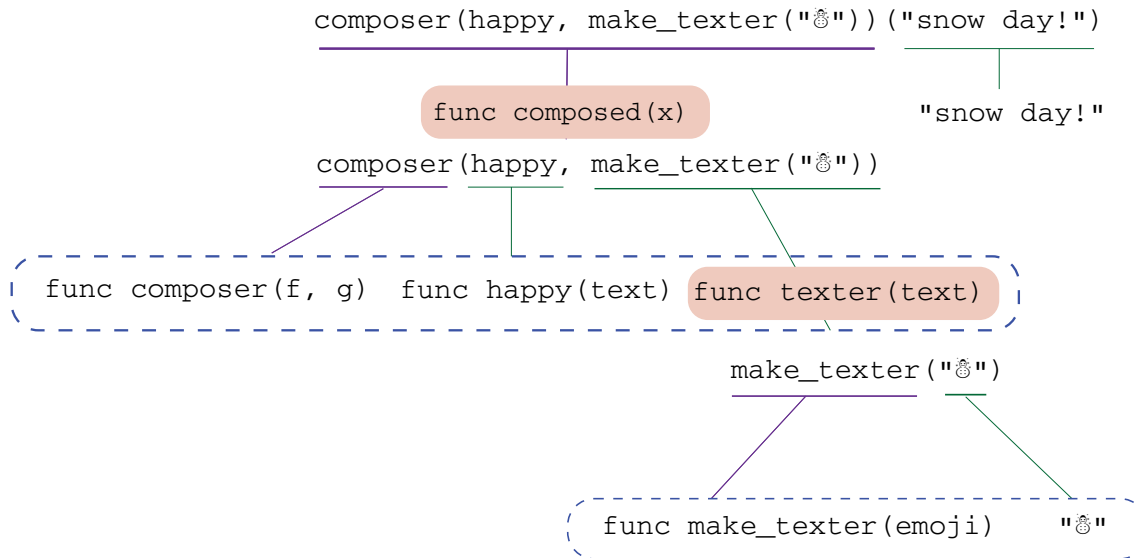 composer(happy, make_texter("☃"))("snow day!")
func composed(x) "snow day!"
composer(happy, make_texter("☃"))
func composer(f, g) func happy(text) func texter(text)
make_texter("☃")
func make_texter(emoji) "☃"